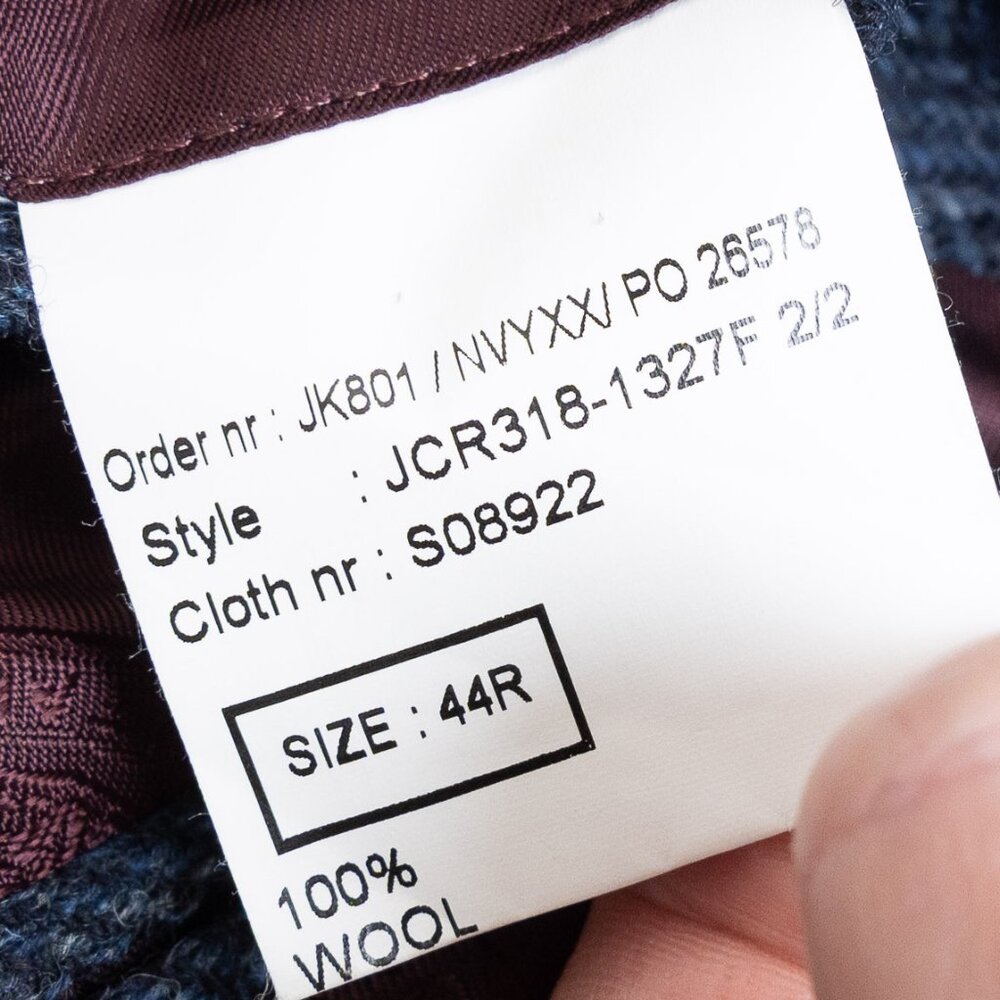 Order nr : JK801 / NVYXX/ PO 26578
Style : JCR318-1327F 2/2
Cloth nr : S08922
SIZE : 44R
100%
WOOL